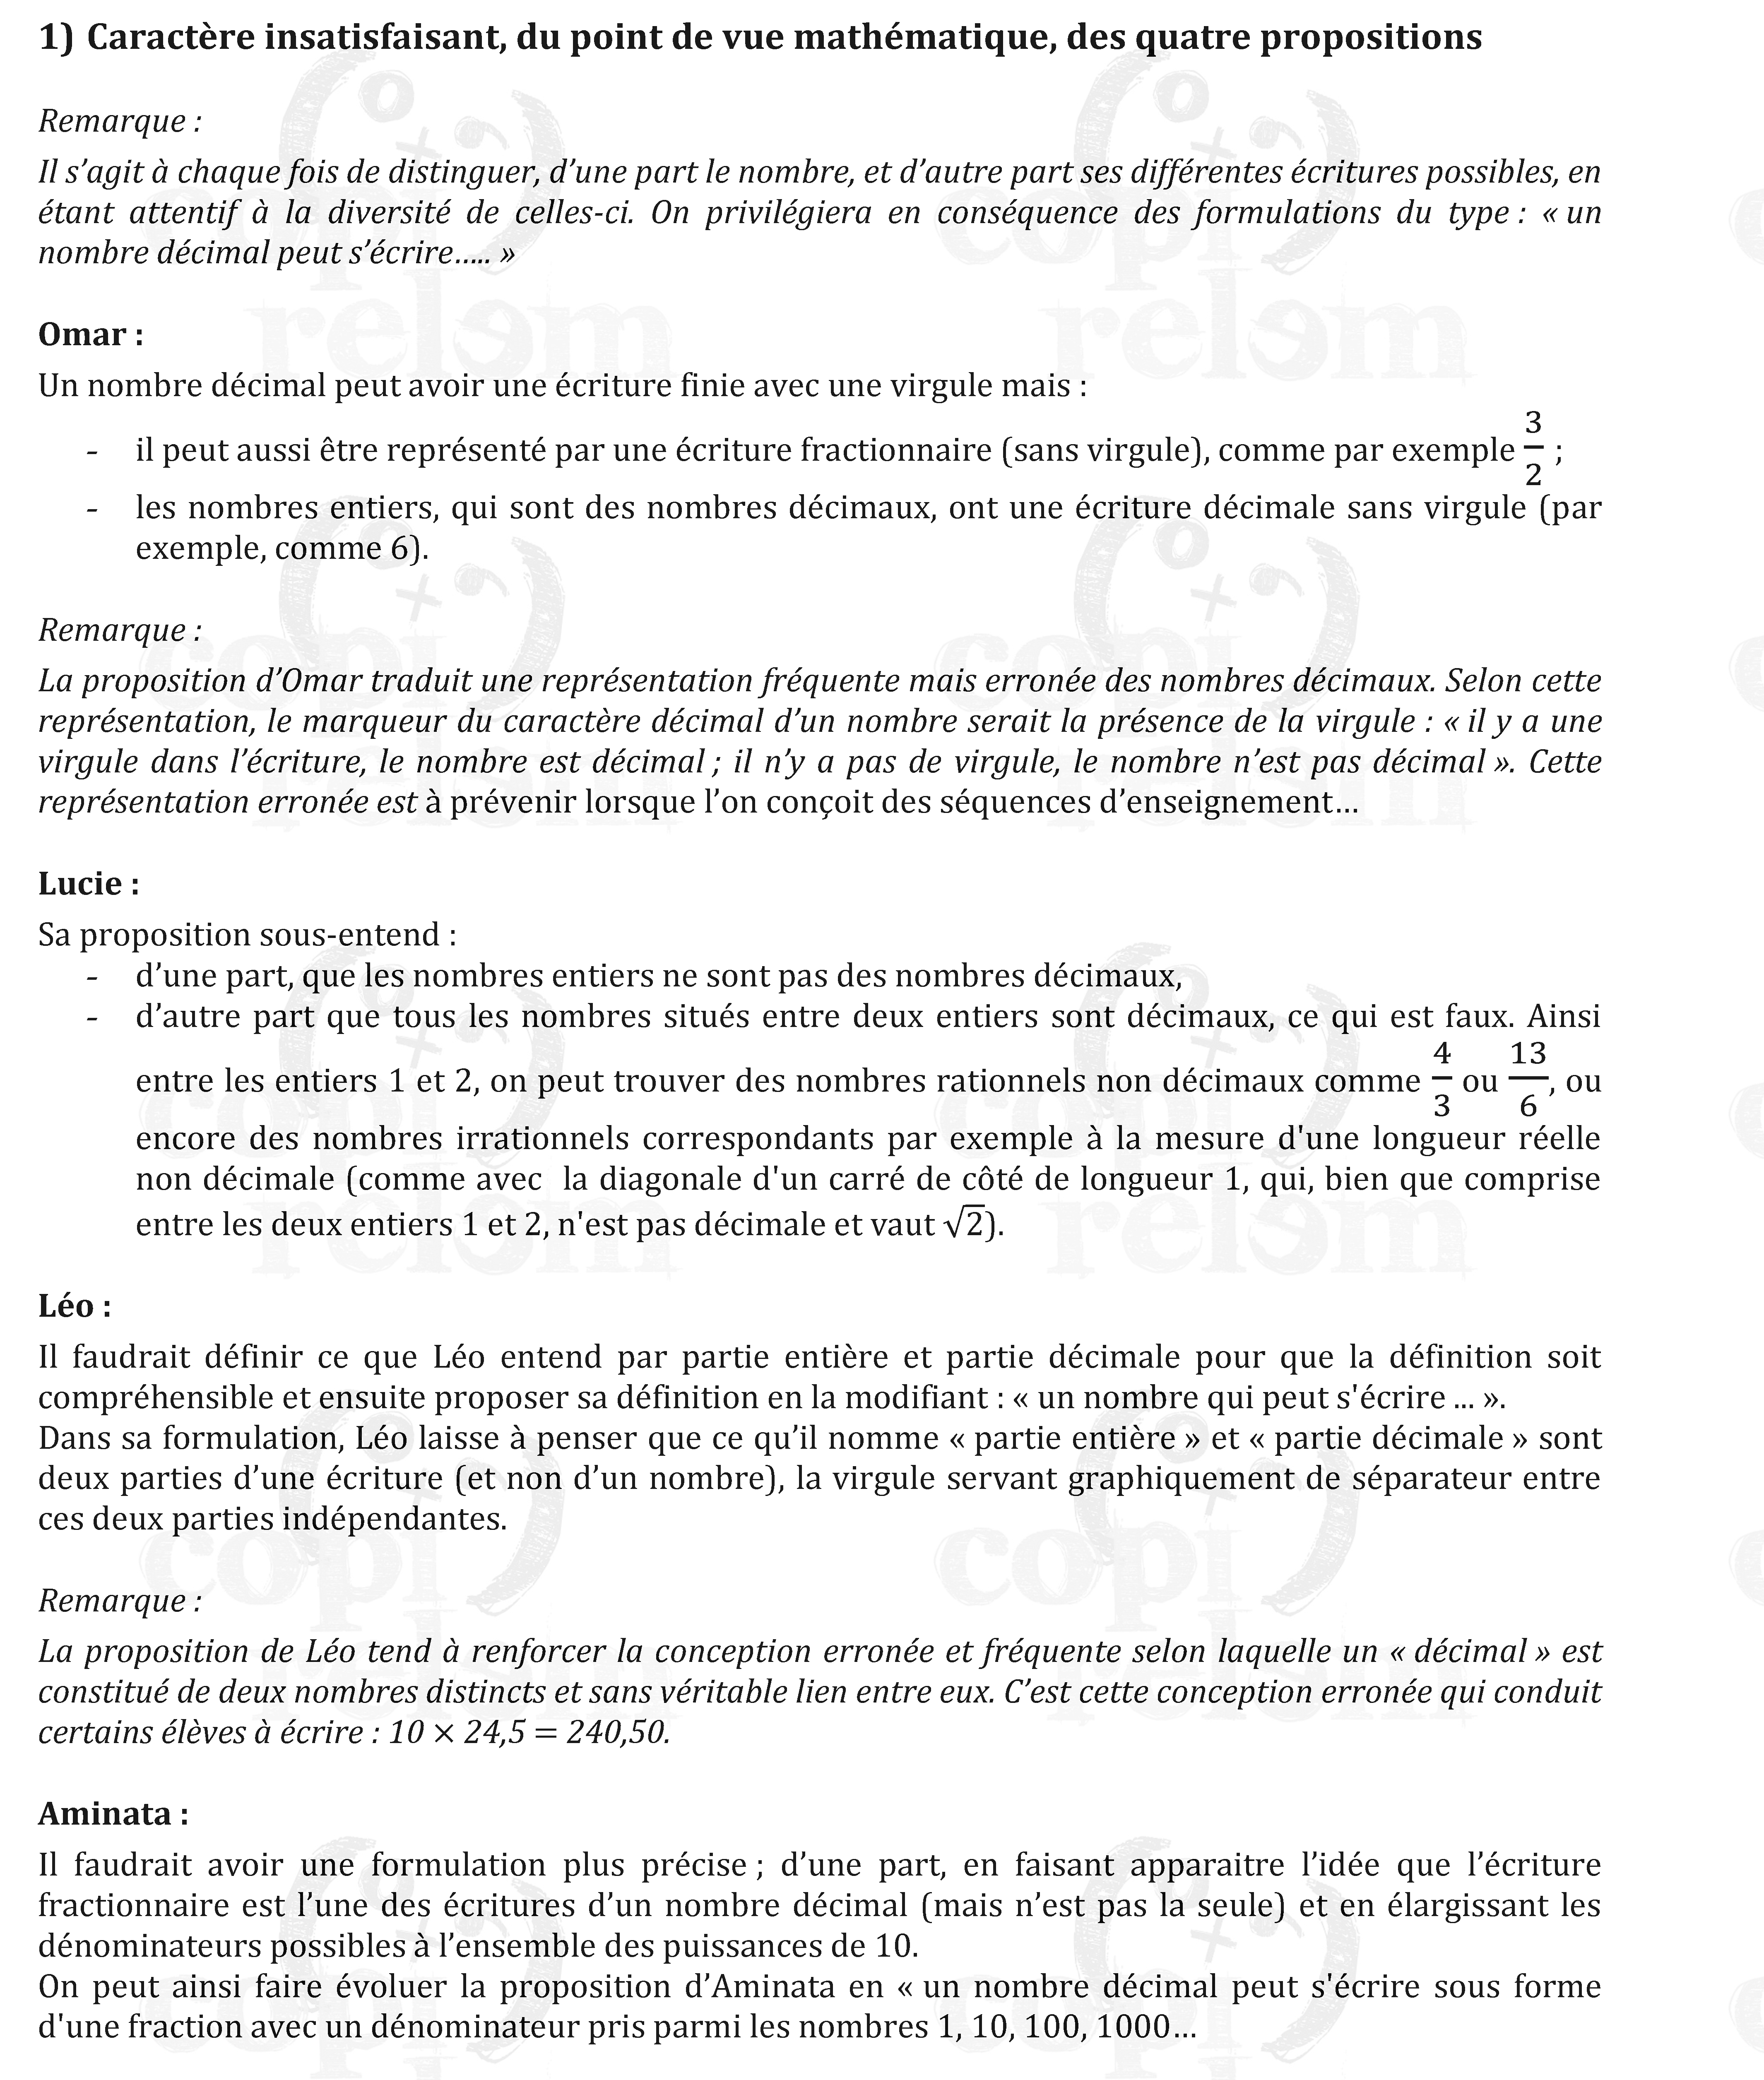 1) Caractère insatisfaisant, du point de vue mathématique, des quatre propositions
Remarque :
Il s’agit à chaque fois de distinguer, d’une part le nombre, et d’autre part ses différentes écritures possibles, en
étant attentif à la diversité de celles-ci. On privilégiera en conséquence des formulations du type : « un
nombre décimal peut s’écrire….. »
Omar :
Un nombre décimal peut avoir une écriture finie avec une virgule mais :
- il peut aussi être représenté par une écriture fractionnaire (sans virgule), comme par exemple 3/2 ;
- les nombres entiers, qui sont des nombres décimaux, ont une écriture décimale sans virgule (par
exemple, comme 6).
Remarque :
La proposition d’Omar traduit une représentation fréquente mais erronée des nombres décimaux. Selon cette
représentation, le marqueur du caractère décimal d’un nombre serait la présence de la virgule : « il y a une
virgule dans l’écriture, le nombre est décimal ; il n’y a pas de virgule, le nombre n’est pas décimal ». Cette
représentation erronée est à prévenir lorsque l’on conçoit des séquences d’enseignement…
Lucie :
Sa proposition sous-entend :
- d’une part, que les nombres entiers ne sont pas des nombres décimaux,
- d’autre part que tous les nombres situés entre deux entiers sont décimaux, ce qui est faux. Ainsi
entre les entiers 1 et 2, on peut trouver des nombres rationnels non décimaux comme 4/3 ou 13/6, ou
encore des nombres irrationnels correspondants par exemple à la mesure d'une longueur réelle
non décimale (comme avec la diagonale d'un carré de côté de longueur 1, qui, bien que comprise
entre les deux entiers 1 et 2, n'est pas décimale et vaut √2).
Léo :
Il faudrait définir ce que Léo entend par partie entière et partie décimale pour que la définition soit
compréhensible et ensuite proposer sa définition en la modifiant : « un nombre qui peut s'écrire ... ».
Dans sa formulation, Léo laisse à penser que ce qu’il nomme « partie entière » et « partie décimale » sont
deux parties d’une écriture (et non d’un nombre), la virgule servant graphiquement de séparateur entre
ces deux parties indépendantes.
Remarque :
La proposition de Léo tend à renforcer la conception erronée et fréquente selon laquelle un « décimal » est
constitué de deux nombres distincts et sans véritable lien entre eux. C’est cette conception erronée qui conduit
certains élèves à écrire : 10 × 24,5 = 240,50.
Aminata :
Il faudrait avoir une formulation plus précise ; d’une part, en faisant apparaitre l’idée que l’écriture
fractionnaire est l’une des écritures d’un nombre décimal (mais n’est pas la seule) et en élargissant les
dénominateurs possibles à l’ensemble des puissances de 10.
On peut ainsi faire évoluer la proposition d’Aminata en « un nombre décimal peut s'écrire sous forme
d'une fraction avec un dénominateur pris parmi les nombres 1, 10, 100, 1000…